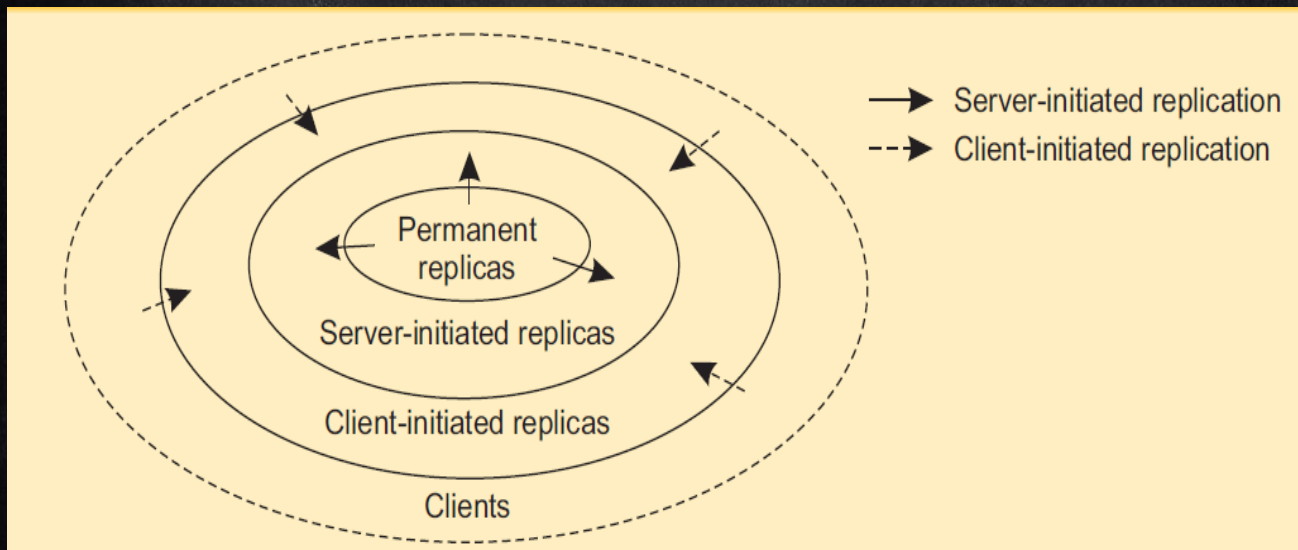 Server-initiated replication
Client-initiated replication
Permanent
replicas
Server-initiated replicas
Client-initiated replicas
Clients